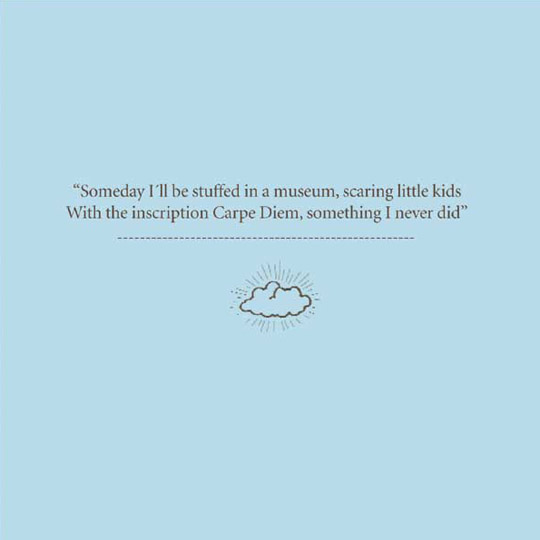 “Someday I´ll be stuffed in a museum, scaring little kids
With the inscription Carpe Diem, something I never did”